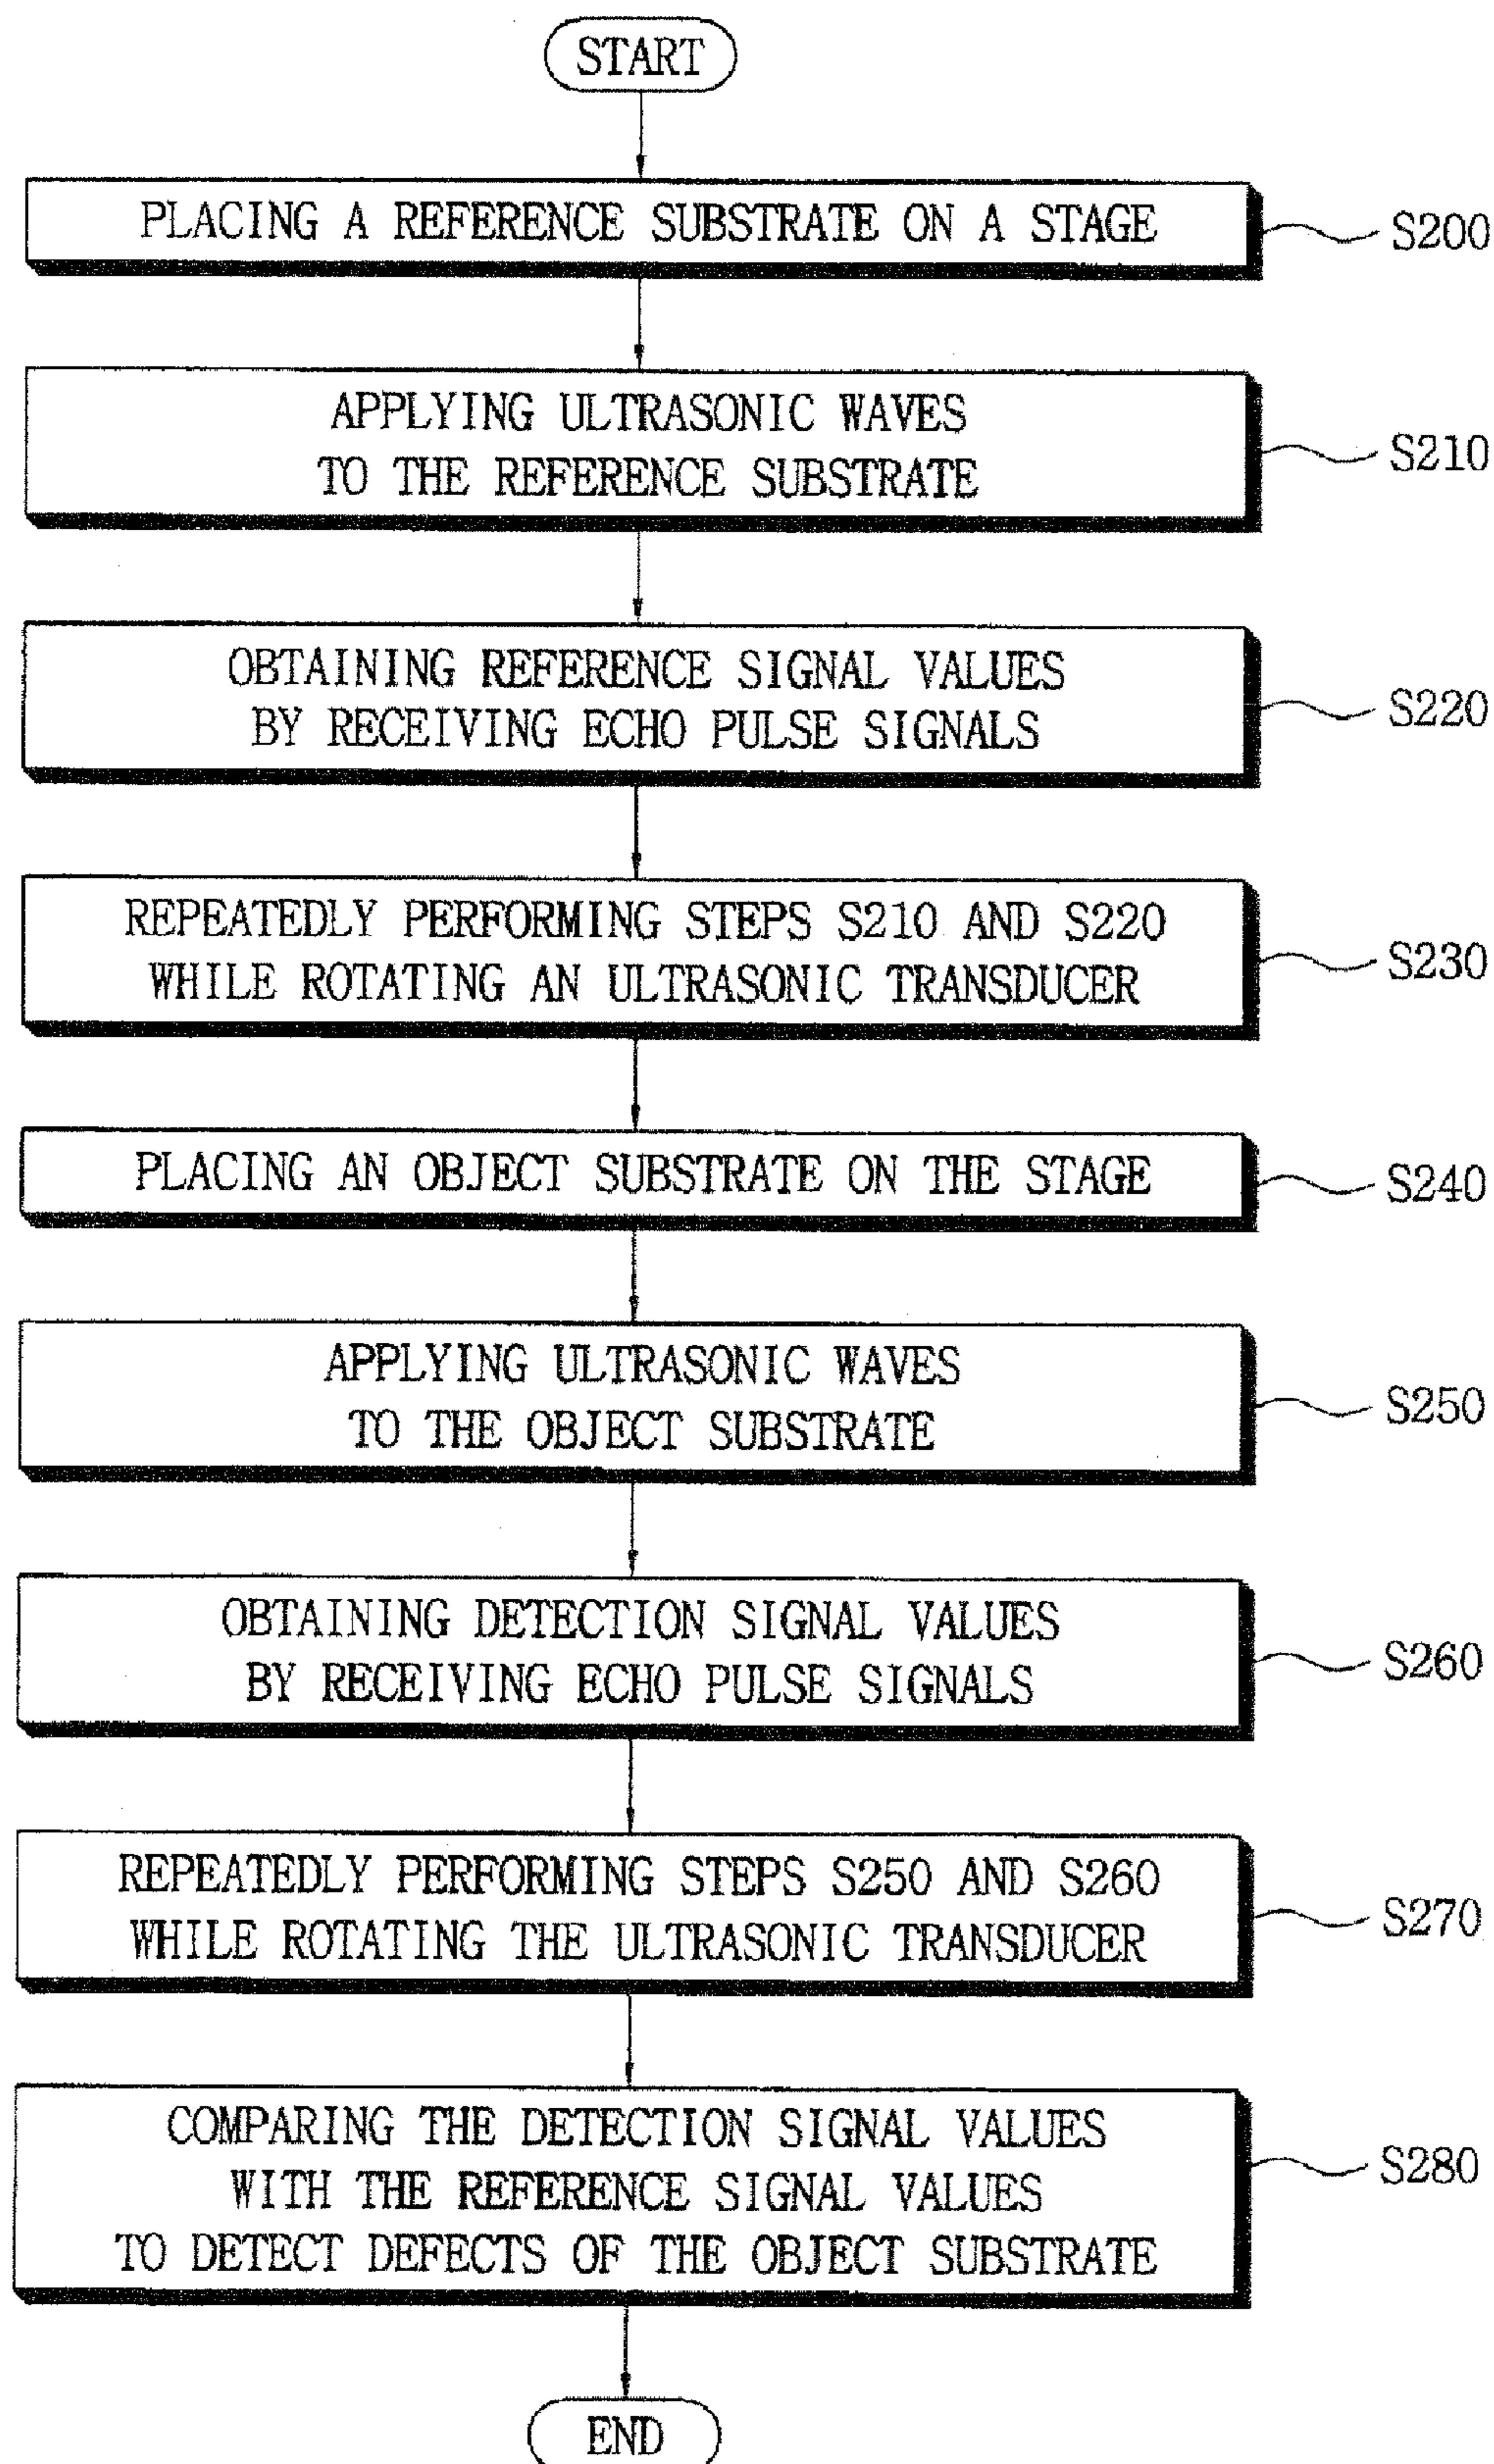 START
PLACING A REFERENCE SUBSTRATE ON A STAGE
S200
APPLYING ULTRASONIC WAVES
TO THE REFERENCE SUBSTRATE
S210
OBTAINING REFERENCE SIGNAL VALUES
BY RECEIVING ECHO PULSE SIGNALS
S220
REPEATEDLY PERFORMING STEPS S210 AND S220
WHILE ROTATING AN ULTRASONIC TRANSDUCER
S230
PLACING AN OBJECT SUBSTRATE ON THE STAGE
S240
APPLYING ULTRASONIC WAVES
TO THE OBJECT SUBSTRATE
S250
OBTAINING DETECTION SIGNAL VALUES
BY RECEIVING ECHO PULSE SIGNALS
S260
REPEATEDLY PERFORMING STEPS S250 AND S260
WHILE ROTATING THE ULTRASONIC TRANSDUCER
S270
COMPARING THE DETECTION SIGNAL VALUES
WITH THE REFERENCE SIGNAL VALUES
TO DETECT DEFECTS OF THE OBJECT SUBSTRATE
S280
END